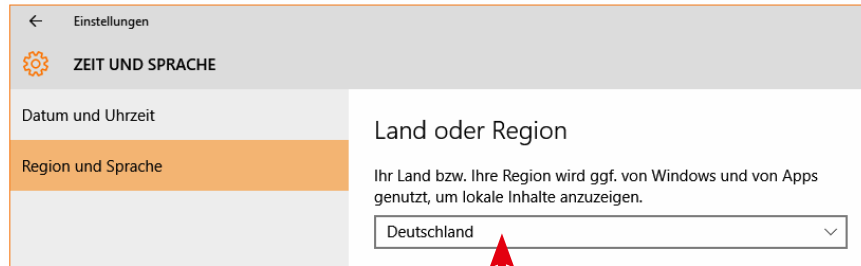 Einstellungen
ZEIT UND SPRACHE
Datum und Uhrzeit
Region und Sprache
Land oder Region
Ihr Land bzw. Ihre Region wird ggf. von Windows und von Apps
genutzt, um lokale Inhalte anzuzeigen.
Deutschland